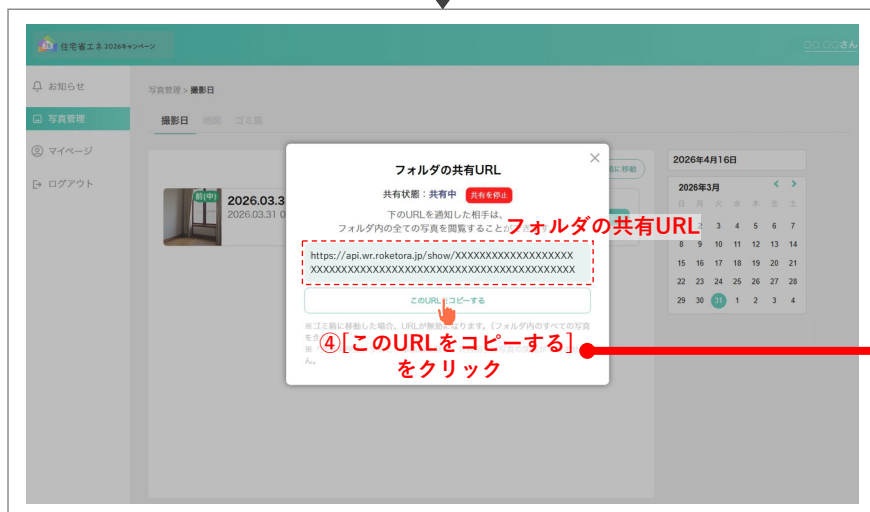 住宅省エネ2026キャンペーン
○○ ○○さん
お知らせ
写真管理 > 撮影日
写真管理
撮影日 地図 ゴミ箱
マイページ
ログアウト
フォルダの共有URL
共有状態：共有中 共有を停止
下のURLを通知した相手は、
フォルダ内の全ての写真を閲覧することが
フォルダの共有URL
https://api.wr.roketora.jp/show/XXXXXXXXXXXXXXXXXXX
XXXXXXXXXXXXXXXXXXXXXXXXXXXXXXXXXXXXXXXXXX
このURLをコピーする
※ゴミ箱に移動した場合、URLが無効になります。(フォルダ内のすべての写真
を含
④[このURLをコピーする]
をクリック
ん。
前(中)
2026.03.3
2026.03.31 0
に移動
2026年4月16日
2026年3月 < >
日 月 火 水 木 金 土
2 3 4 5 6 7
8 9 10 11 12 13 14
15 16 17 18 19 20 21
22 23 24 25 26 27 28
29 30 31 1 2 3 4